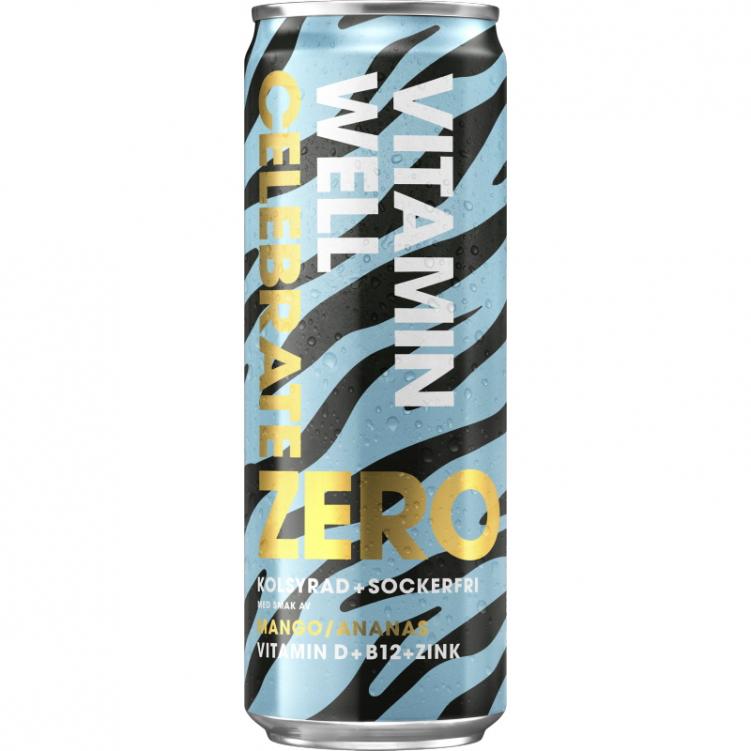 VITAMIN
WELL
CELEBRATE
ZERO
KOLSYRAD+SOCKERFRI
MED SMAK AV
MANGO/ANANAS
VITAMIN D+B12+ZINK